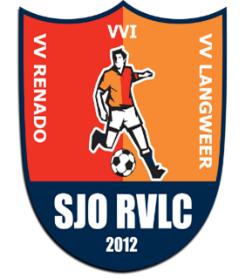 VV RENADO
VVI
VV LANGWEER
SJO RVLC
2012